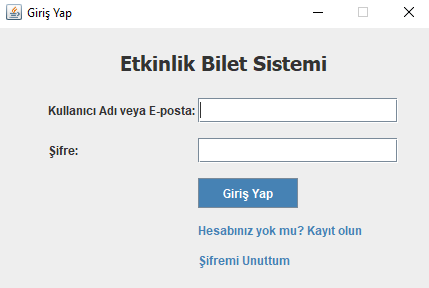 Giriş Yap
Etkinlik Bilet Sistemi
Kullanıcı Adı veya E-posta:
Şifre:
Giriş Yap
Hesabınız yok mu? Kayıt olun
Şifremi Unuttum